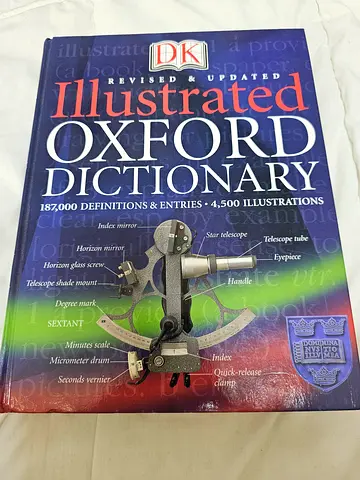 DK
REVISED & UPDATED
Illustrated
OXFORD
DICTIONARY
187,000 DEFINITIONS & ENTRIES • 4,500 ILLUSTRATIONS
Index mirror
Star telescope
Telescope tube
Horizon mirror
Eyepiece
Horizon glass screw
Telescope shade mount
Handle
Degree mark
SEXTANT
Minutes scale
Micrometer drum
Index
Seconds vernier
Quick-release
clamp